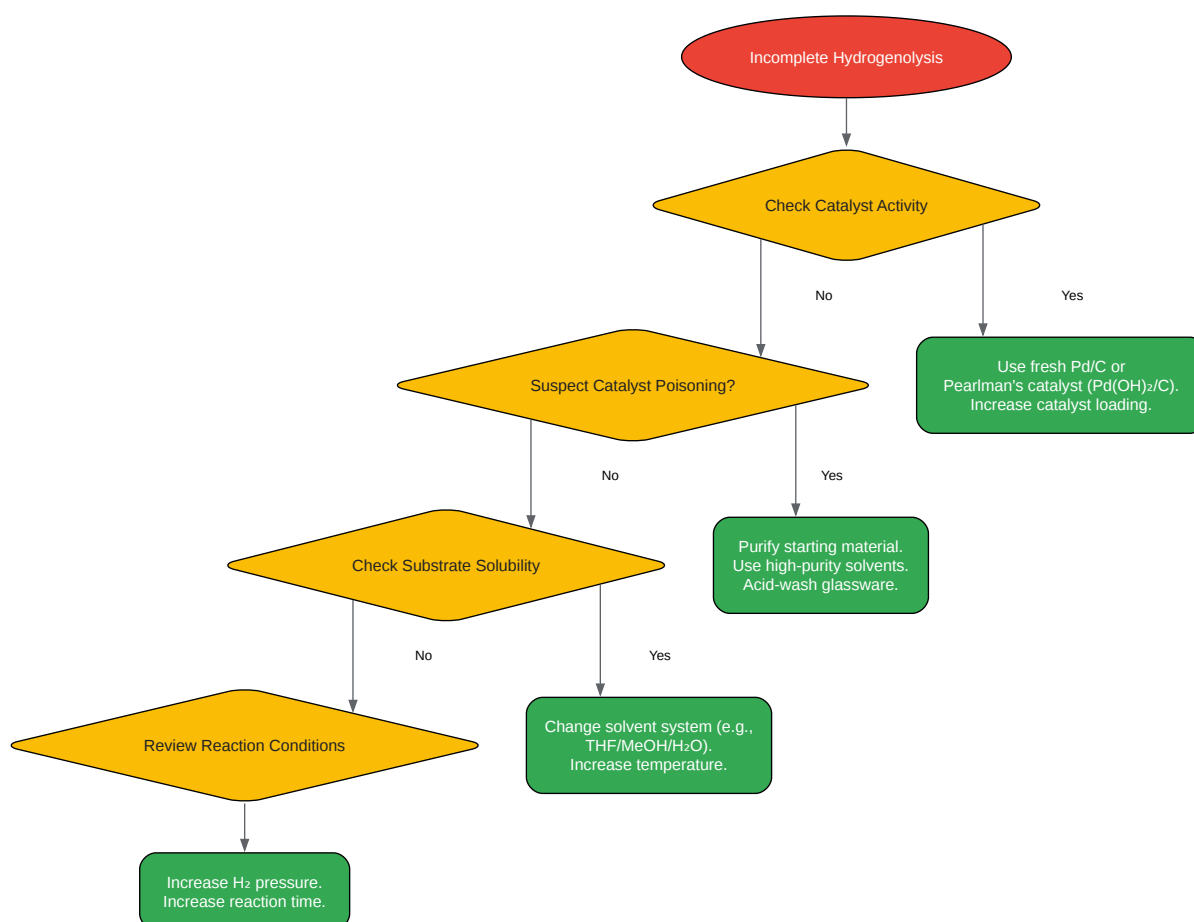 Incomplete Hydrogenolysis
Check Catalyst Activity
No
Yes
Use fresh Pd/C or
Pearlman's catalyst (Pd(OH)₂/C).
Increase catalyst loading.
Suspect Catalyst Poisoning?
No
Yes
Purify starting material.
Use high-purity solvents.
Acid-wash glassware.
Check Substrate Solubility
No
Yes
Change solvent system (e.g.,
THF/MeOH/H₂O).
Increase temperature.
Review Reaction Conditions
Increase H₂ pressure.
Increase reaction time.